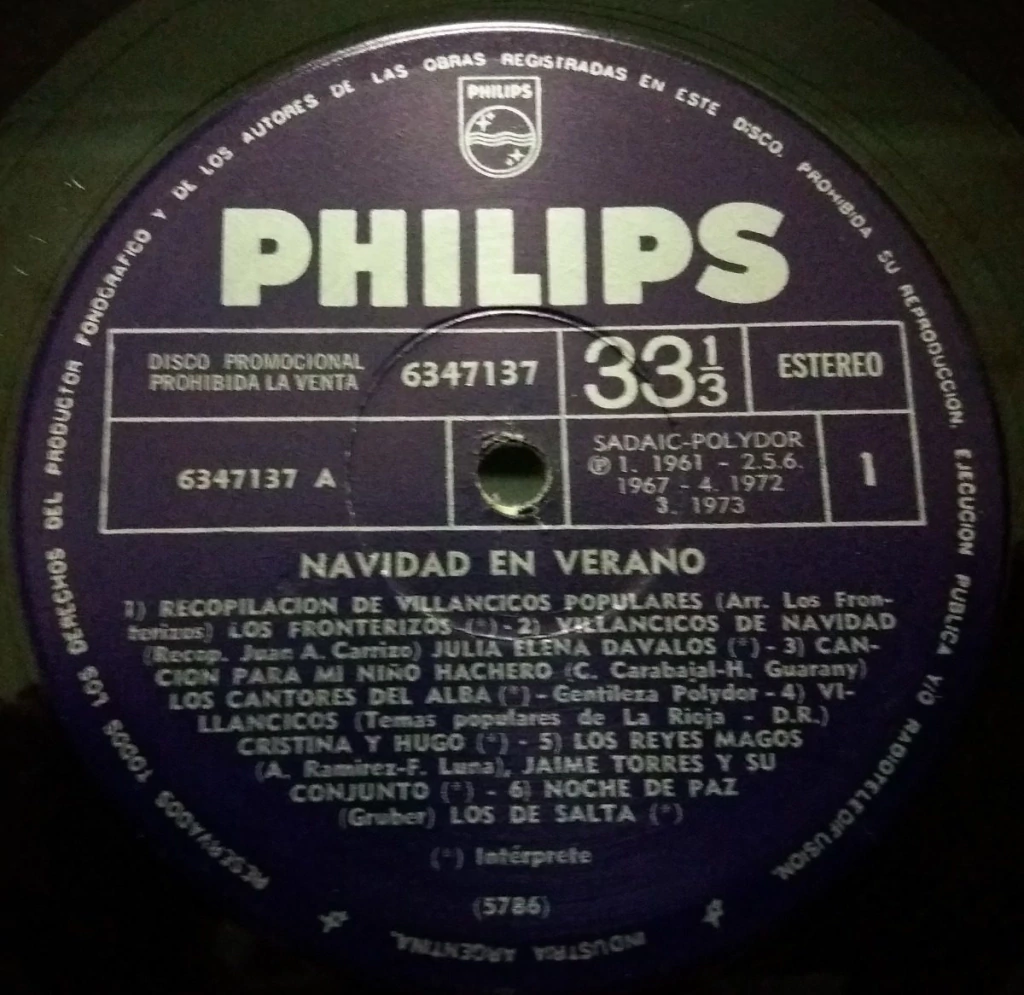 RESERVADOS TODOS LOS DERECHOS DEL PRODUCTOR FONOGRAFICO Y DE LOS AUTORES DE LAS OBRAS REGISTRADAS EN ESTE DISCO. PROHIBIDA SU REPRODUCCION, EJECUCION PUBLICA Y/O RADIOTELEDIFUSION.
PHILIPS
PHILIPS
DISCO PROMOCIONAL
PROHIBIDA LA VENTA
6347137
33 1/3
ESTEREO
6347137 A
SADAIC-POLYDOR
Ⓟ 1. 1961 - 2.5.6.
1967 - 4. 1972
3. 1973
1
NAVIDAD EN VERANO
1) RECOPILACION DE VILLANCICOS POPULARES (Arr. Los Fron-
terizos) LOS FRONTERIZOS (*) - 2) VILLANCICOS DE NAVIDAD
(Recop. Juan A. Carrizo) JULIA ELENA DAVALOS (*) - 3) CAN-
CION PARA MI NIÑO HACHERO (C. Carabajal-H. Guarany)
LOS CANTORES DEL ALBA (*) - Gentileza Polydor - 4) VI-
LLANCICOS (Temas populares de La Rioja - D.R.)
CRISTINA Y HUGO (*) - 5) LOS REYES MAGOS
(A. Ramirez-F. Luna), JAIME TORRES Y SU
CONJUNTO (*) - 6) NOCHE DE PAZ
(Gruber) LOS DE SALTA (*)
(*) Intérprete
(5786)
INDUSTRIA ARGENTINA.